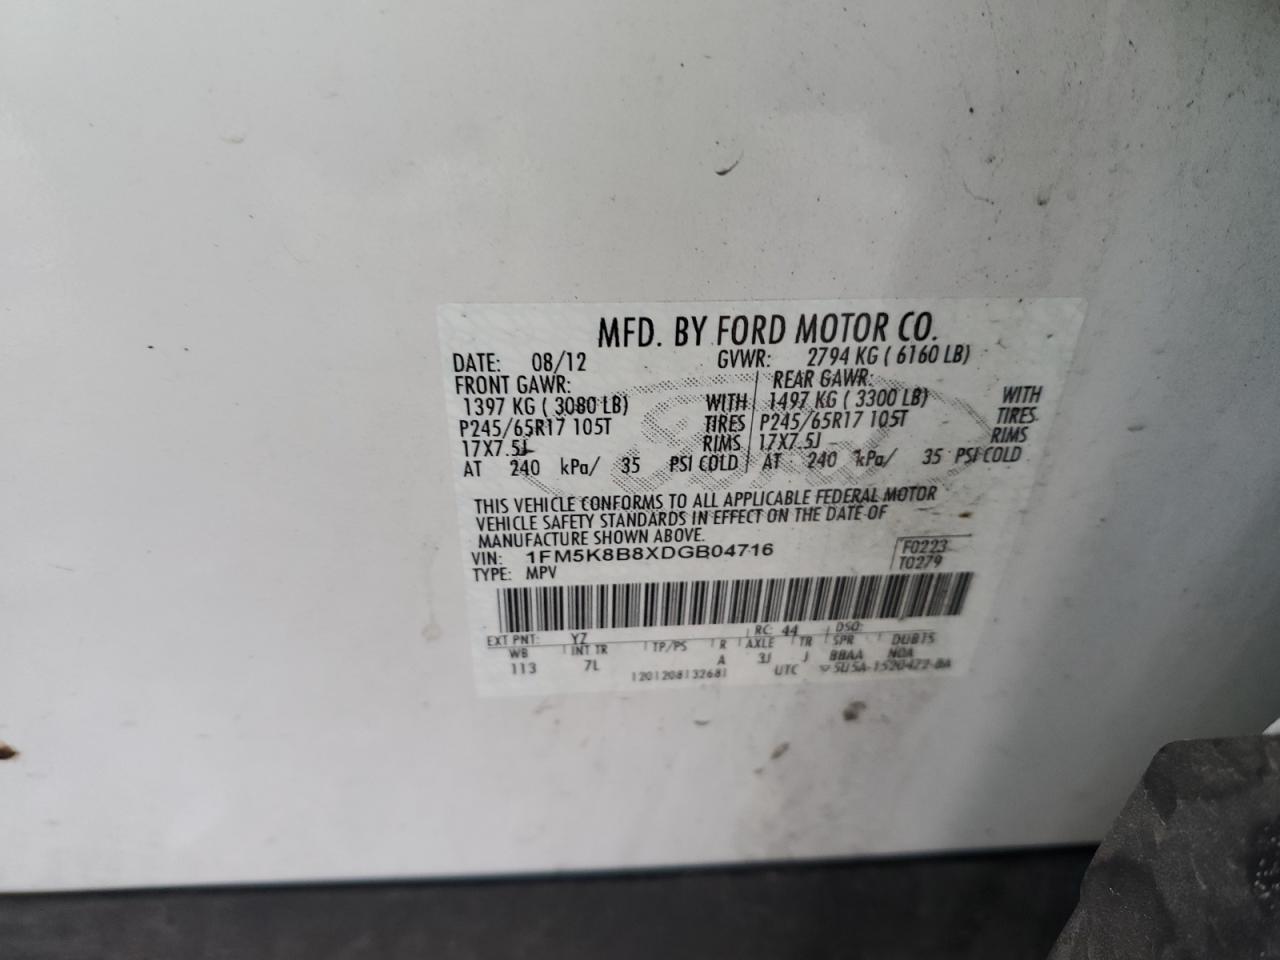 MFD. BY FORD MOTOR CO.
DATE: 08/12 GVWR: 2794 KG ( 6160 LB)
FRONT GAWR: REAR GAWR:
1397 KG ( 3080 LB) WITH 1497 KG ( 3300 LB) WITH
P245/65R17 105T TIRES P245/65R17 105T TIRES
17X7.5J RIMS 17X7.5J RIMS
AT 240 kPa/ 35 PSI COLD AT 240 kPa/ 35 PSI COLD
THIS VEHICLE CONFORMS TO ALL APPLICABLE FEDERAL MOTOR
VEHICLE SAFETY STANDARDS IN EFFECT ON THE DATE OF
MANUFACTURE SHOWN ABOVE.
VIN: 1FM5K8B8XDGB04716 F0223
TYPE: MPV T0279
EXT PNT: YZ RC: 44 DSO:
WB INT TR TP/PS R AXLE TR SPR DUB15
113 7L A 3J J BBAA NOA
1201208132681 UTC